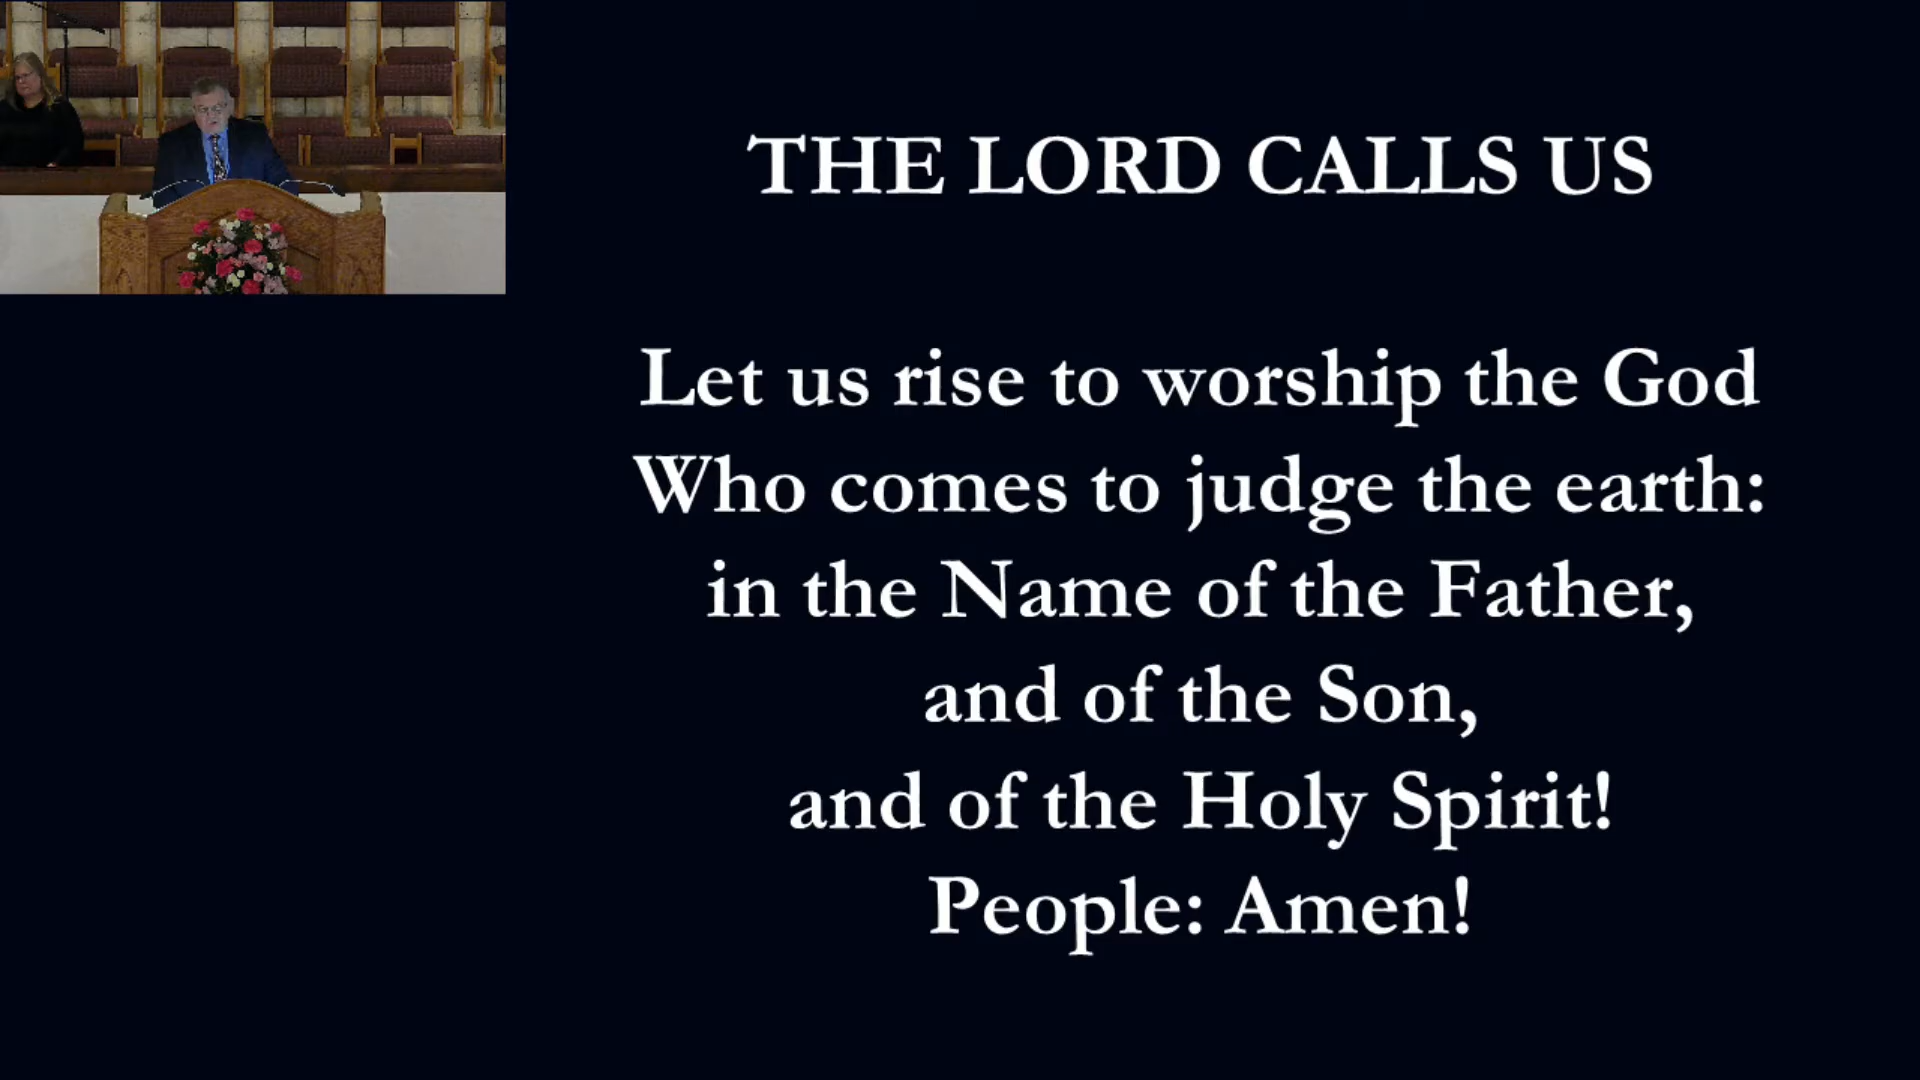 THE LORD CALLS US
Let us rise to worship the God
Who comes to judge the earth:
in the Name of the Father,
and of the Son,
and of the Holy Spirit!
People: Amen!